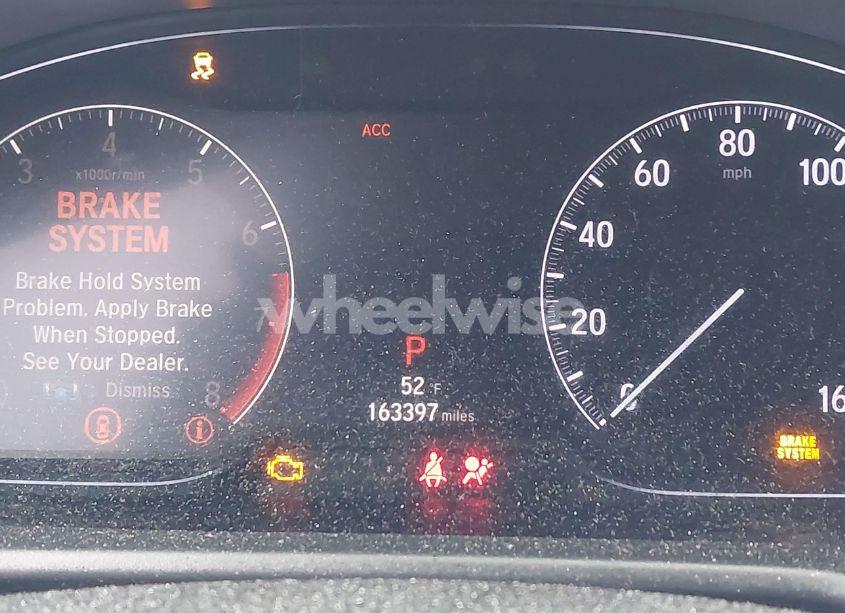 ACC
3 4 5 6 8
x1000r/min
BRAKE
SYSTEM
Brake Hold System
Problem. Apply Brake
When Stopped.
See Your Dealer.
Dismiss
wheelwise
P
52 °F
163397 miles
0 20 40 60 80 100 16
mph
BRAKE
SYSTEM